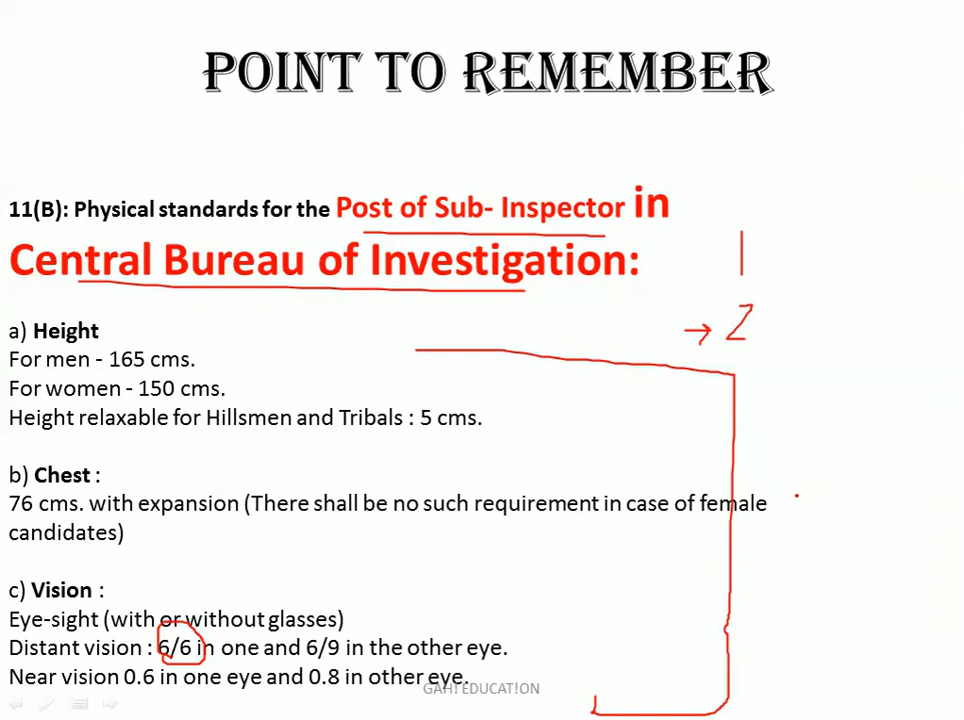 POINT TO REMEMBER
11(B): Physical standards for the Post of Sub- Inspector in
Central Bureau of Investigation:
a) Height
→ 2
For men - 165 cms.
For women - 150 cms.
Height relaxable for Hillsmen and Tribals : 5 cms.
b) Chest :
76 cms. with expansion (There shall be no such requirement in case of female
candidates)
c) Vision :
Eye-sight (with or without glasses)
Distant vision : 6/6 in one and 6/9 in the other eye.
Near vision 0.6 in one eye and 0.8 in other eye.
GAH! EDUCAT!ON